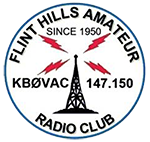 FLINT HILLS AMATEUR
SINCE 1950
KBØVAC 147.150
RADIO CLUB